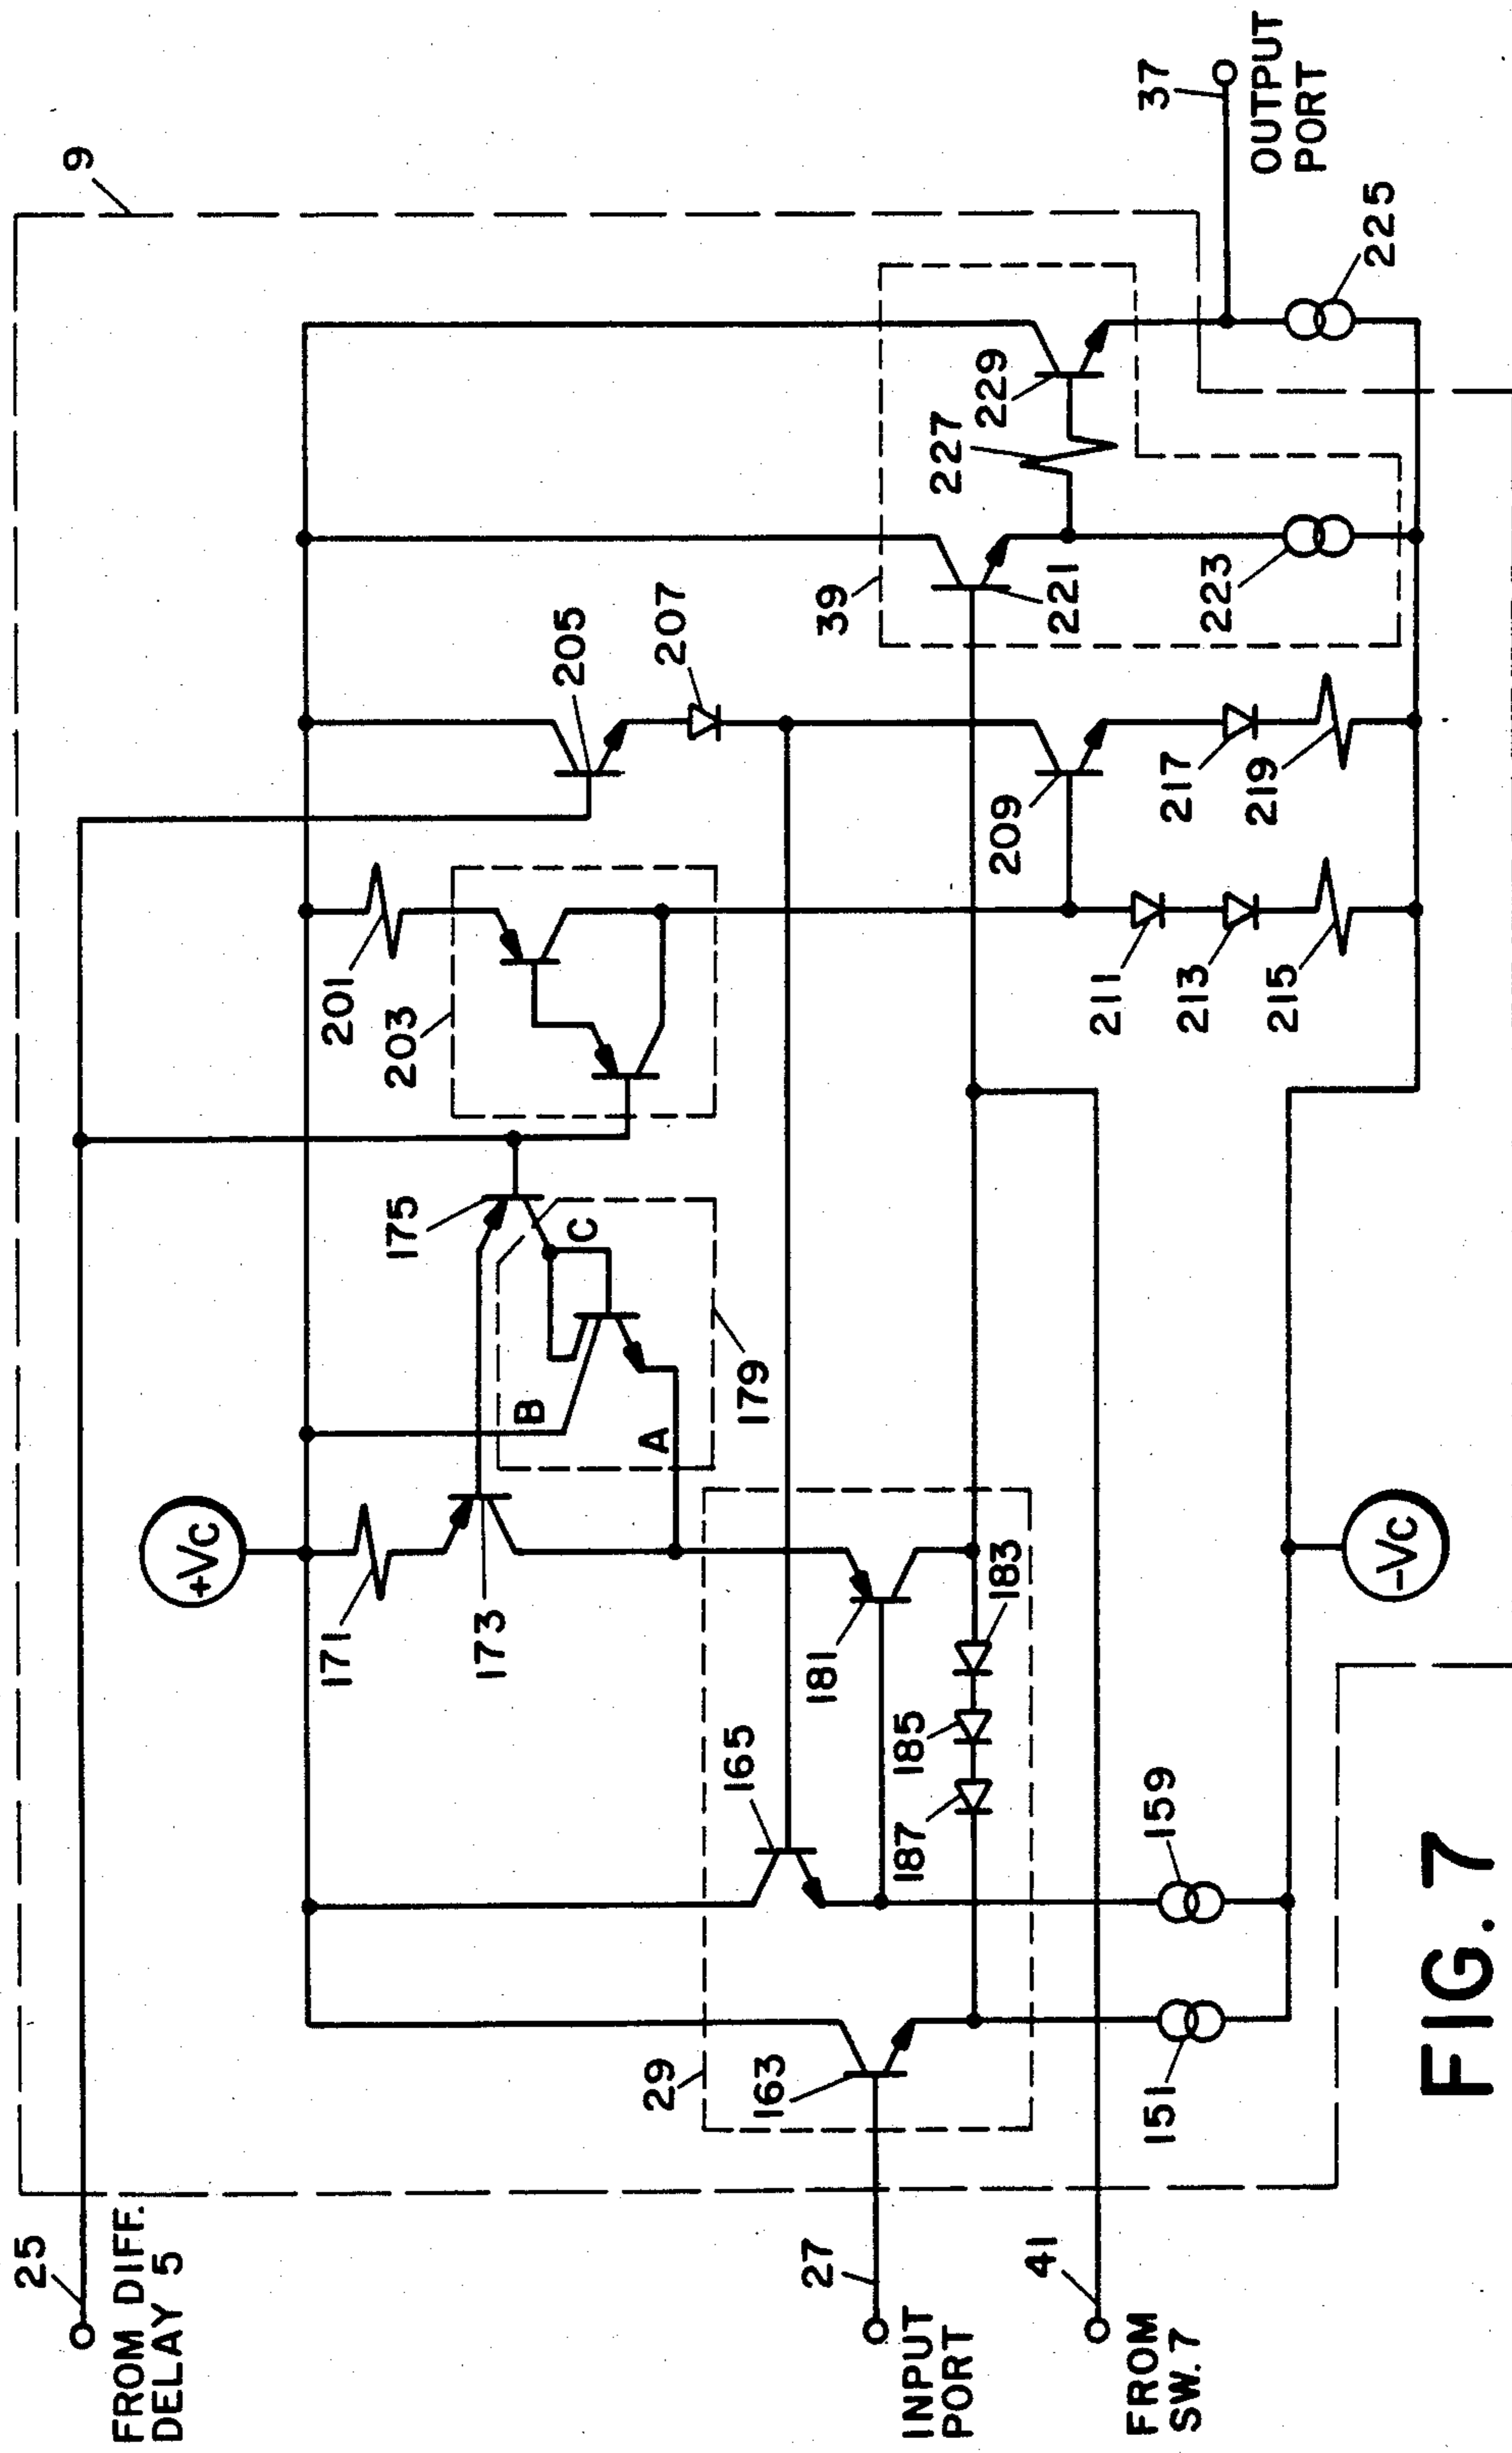 25
FROM DIFF.
DELAY 5
9
+VC
171
173
175
C
B
A
179
201
203
205
207
29
163
165
181
183
185
187
27
INPUT
PORT
41
FROM
SW. 7
151
159
-VC
209
211
213
215
217
219
39
221
223
227
229
225
37
OUTPUT
PORT
FIG. 7